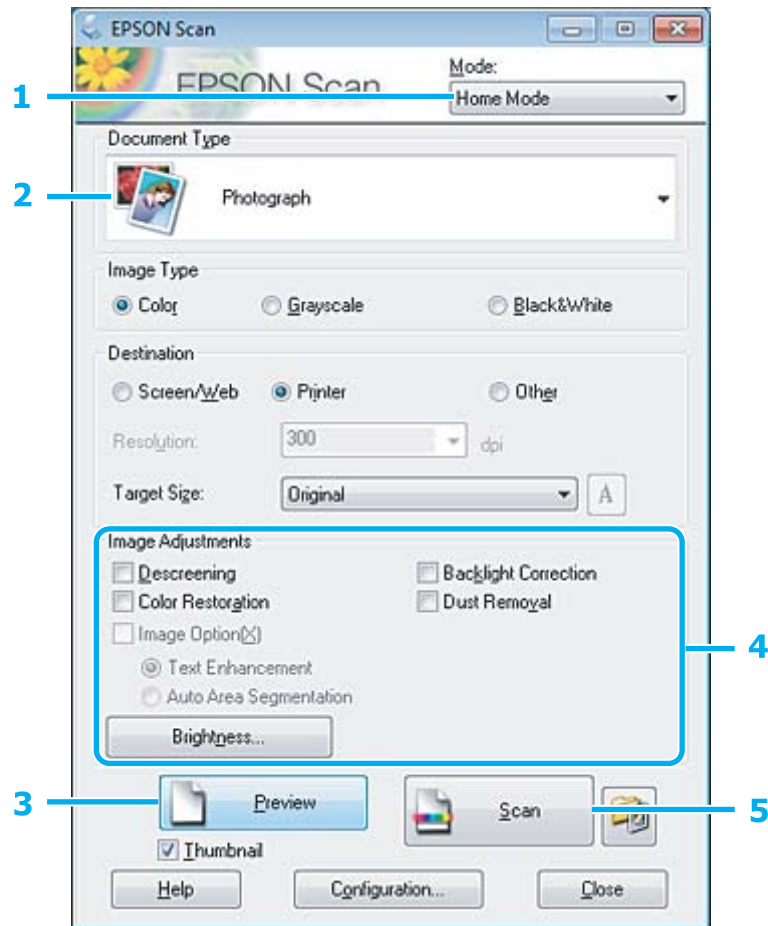 EPSON Scan
EPSON Scan
Mode:
1
Home Mode
Document Type
2
Photograph
Image Type
Color Grayscale Black&White
Destination
Screen/Web Printer Other
Resolution: 300 dpi
Target Size: Original A
Image Adjustments
Descreening Backlight Correction
Color Restoration Dust Removal
Image Option(X)
4
Text Enhancement
Auto Area Segmentation
Brightness...
3 Preview Scan 5
Thumbnail
Help Configuration... Close